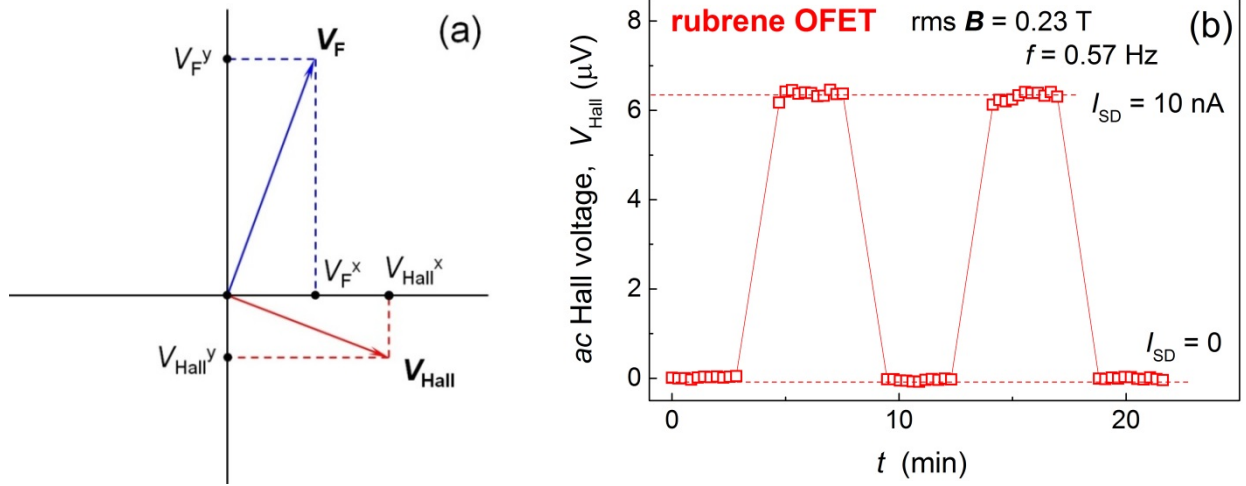 (a)
V_F
V_F^y
V_F^x
V_Hall^x
V_Hall^y
V_Hall
(b)
rubrene OFET
rms B = 0.23 T
f = 0.57 Hz
I_SD = 10 nA
I_SD = 0
ac Hall voltage, V_Hall (μV)
8
6
4
2
0
0
10
20
t (min)